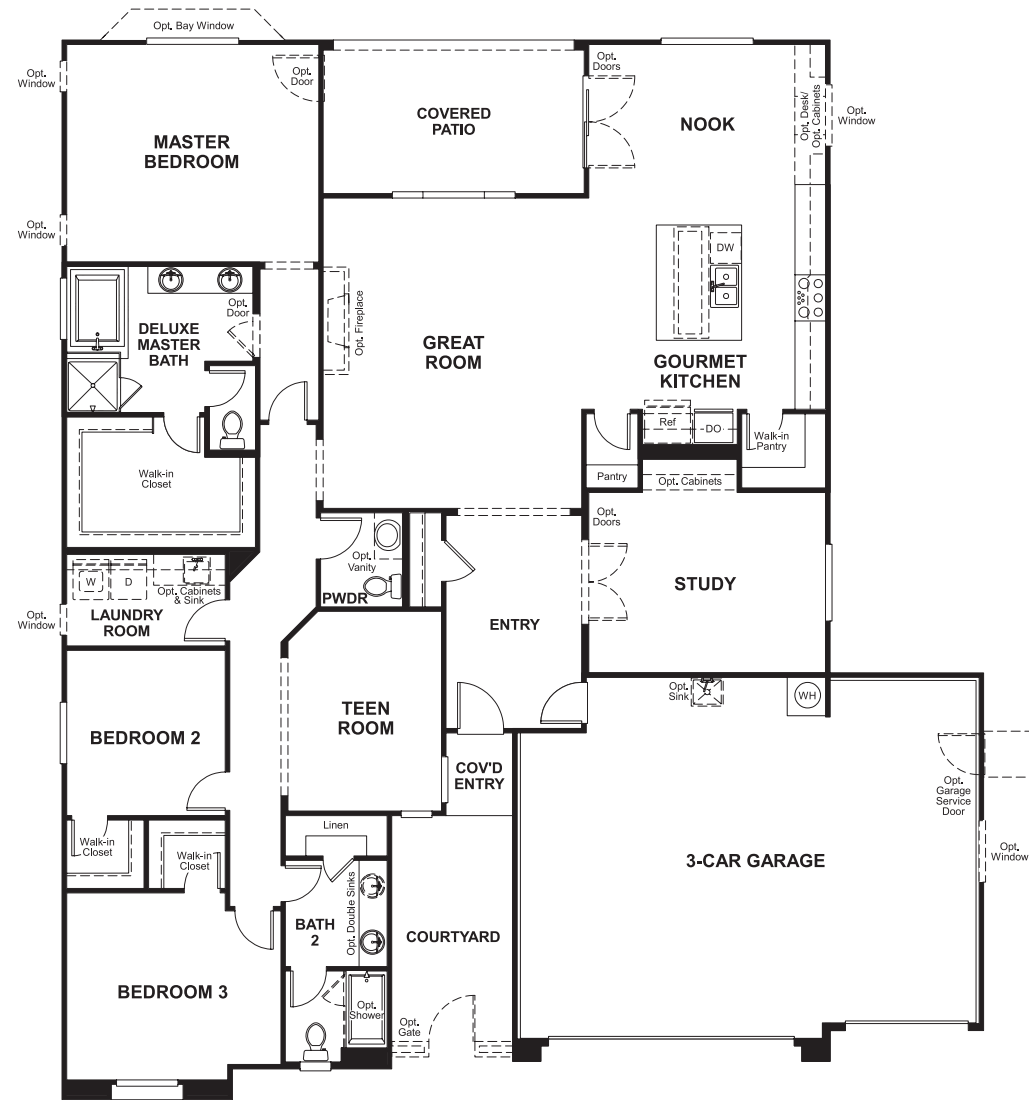 Opt. Bay Window
Opt.
Window
Opt.
Door
MASTER
BEDROOM
Opt.
Window
COVERED
PATIO
Opt.
Doors
NOOK
Opt. Desk/
Opt. Cabinets
Opt.
Window
DW
Opt.
Door
DELUXE
MASTER
BATH
Opt. Fireplace
GREAT
ROOM
GOURMET
KITCHEN
Ref
DO
Walk-in
Pantry
Pantry
Opt. Cabinets
Walk-in
Closet
Opt.
Doors
STUDY
Opt.
Vanity
PWDR
W
D
Opt. Cabinets
& Sink
LAUNDRY
ROOM
Opt.
Window
ENTRY
Opt.
Sink
WH
TEEN
ROOM
BEDROOM 2
COV'D
ENTRY
Opt.
Garage
Service
Door
Opt.
Window
3-CAR GARAGE
Walk-in
Closet
Walk-in
Closet
Linen
Opt. Double Sinks
BATH
2
COURTYARD
BEDROOM 3
Opt.
Shower
Opt.
Gate